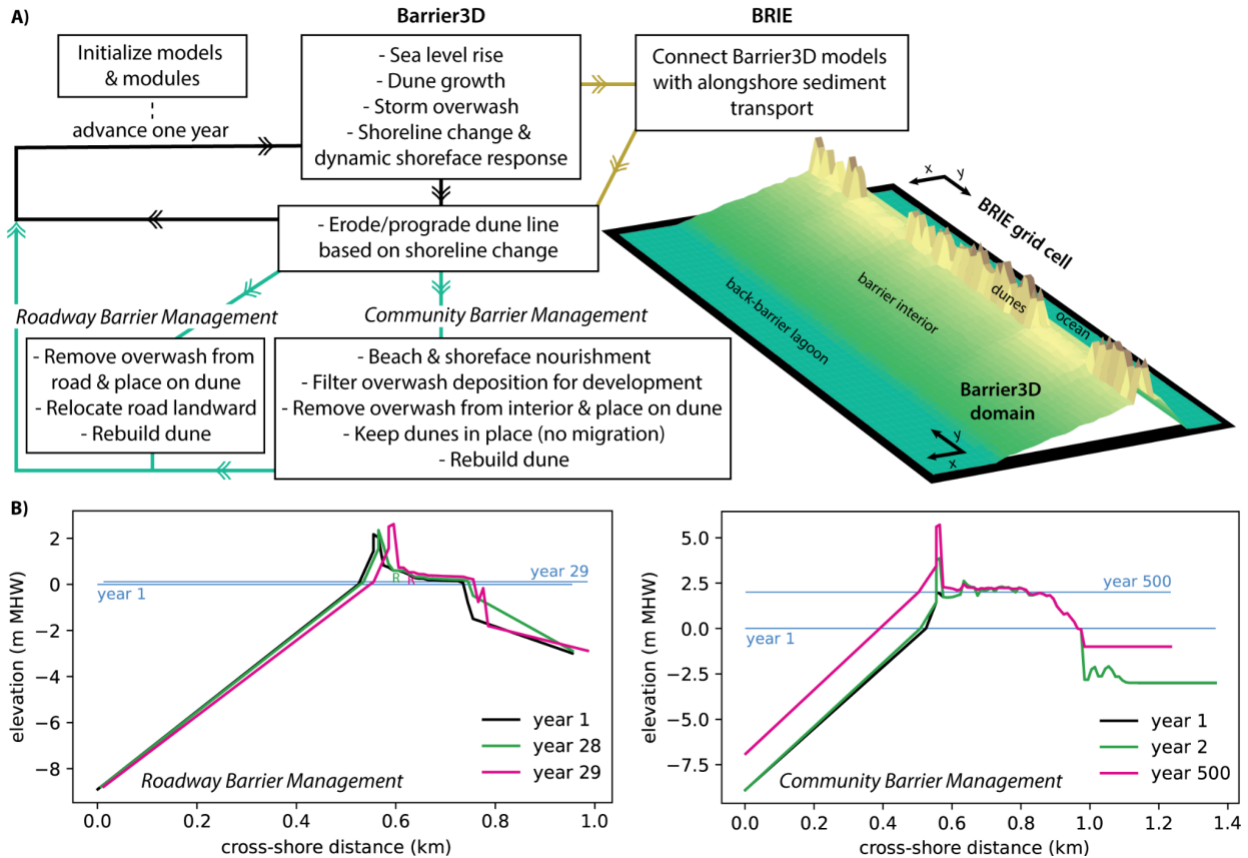 A)
Barrier3D
BRIE
Initialize models
& modules
advance one year
- Sea level rise
- Dune growth
- Storm overwash
- Shoreline change &
dynamic shoreface response
Connect Barrier3D models
with alongshore sediment
transport
- Erode/prograde dune line
based on shoreline change
Roadway Barrier Management
- Remove overwash from
road & place on dune
- Relocate road landward
- Rebuild dune
Community Barrier Management
- Beach & shoreface nourishment
- Filter overwash deposition for development
- Remove overwash from interior & place on dune
- Keep dunes in place (no migration)
- Rebuild dune
x
y
BRIE grid cell
ocean
dunes
barrier interior
back-barrier lagoon
Barrier3D
domain
y
x
B)
elevation (m MHW)
2
0
−2
−4
−6
−8
year 29
year 1
R
R
year 1
year 28
year 29
Roadway Barrier Management
0.0
0.2
0.4
0.6
0.8
1.0
cross-shore distance (km)
elevation (m MHW)
5.0
2.5
0.0
−2.5
−5.0
−7.5
year 500
year 1
year 1
year 2
year 500
Community Barrier Management
0.0
0.2
0.4
0.6
0.8
1.0
1.2
1.4
cross-shore distance (km)